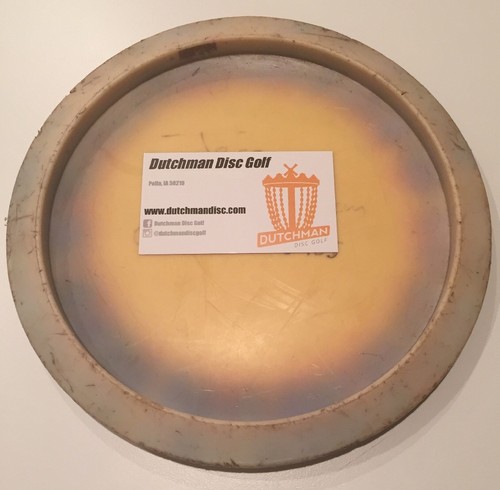 Dutchman Disc Golf
Pella, IA 50219
www.dutchmandisc.com
Dutchman Disc Golf
@dutchmandiscgolf
DUTCHMAN
DISC GOLF